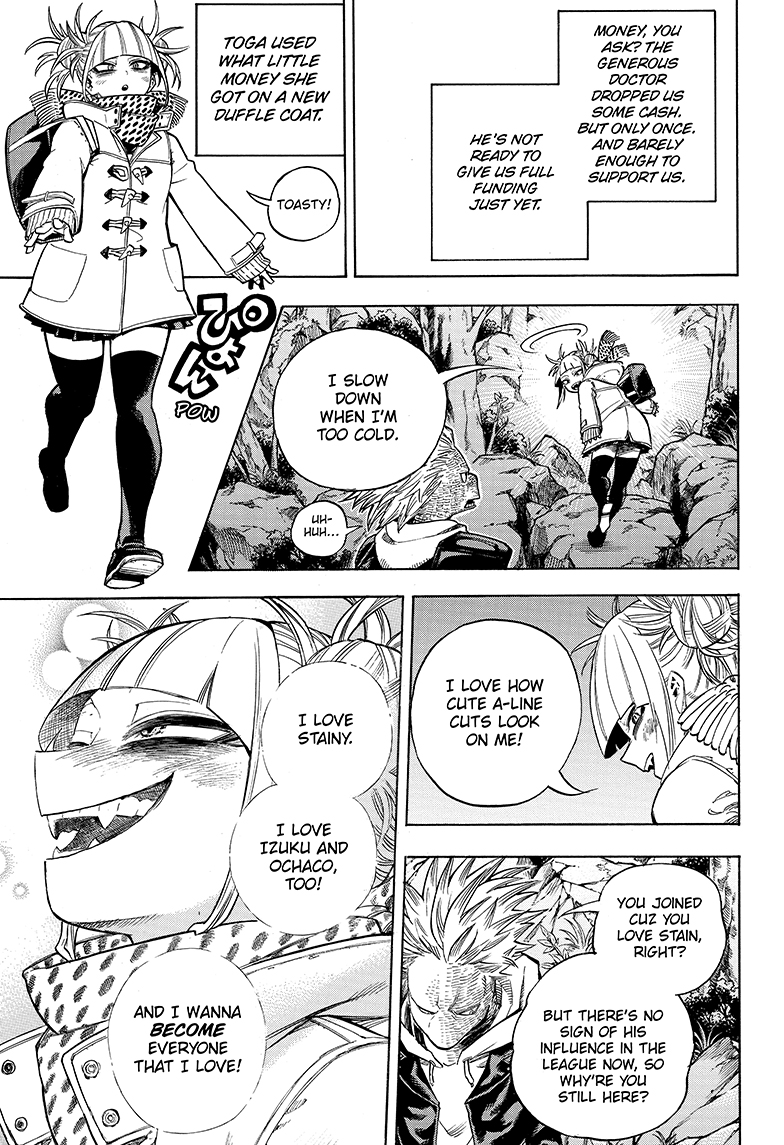 MONEY, YOU
ASK? THE
GENEROUS
DOCTOR
DROPPED US
SOME CASH.
BUT ONLY ONCE.
AND BARELY
ENOUGH TO
SUPPORT US.
HE'S NOT
READY TO
GIVE US FULL
FUNDING
JUST YET.
TOGA USED
WHAT LITTLE
MONEY SHE
GOT ON A NEW
DUFFLE COAT.
TOASTY!
POW
I SLOW
DOWN
WHEN I'M
TOO COLD.
UH-
HUH...
I LOVE HOW
CUTE A-LINE
CUTS LOOK
ON ME!
YOU JOINED
CUZ YOU
LOVE STAIN,
RIGHT?
BUT THERE'S NO
SIGN OF HIS
INFLUENCE IN THE
LEAGUE NOW, SO
WHY'RE YOU
STILL HERE?
I LOVE
STAINY.
I LOVE
IZUKU AND
OCHACO,
TOO!
AND I WANNA
BECOME
EVERYONE
THAT I LOVE!